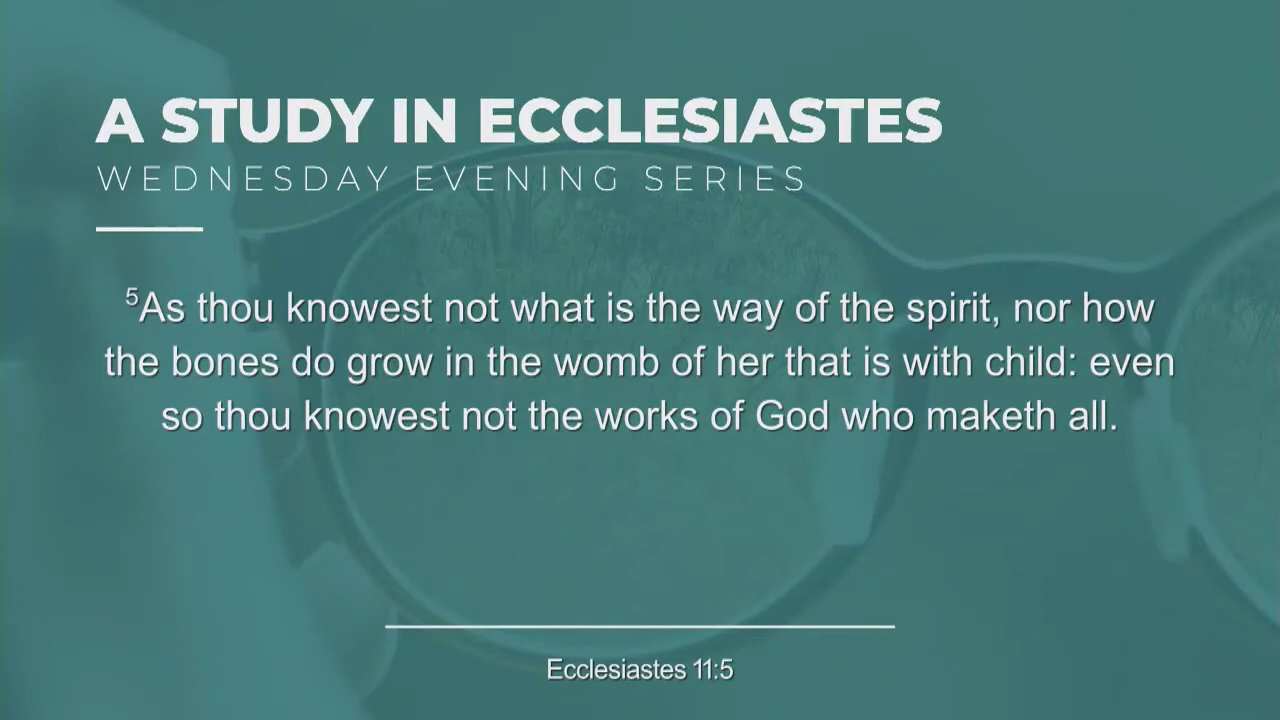 A STUDY IN ECCLESIASTES
WEDNESDAY EVENING SERIES
5As thou knowest not what is the way of the spirit, nor how
the bones do grow in the womb of her that is with child: even
so thou knowest not the works of God who maketh all.
Ecclesiastes 11:5